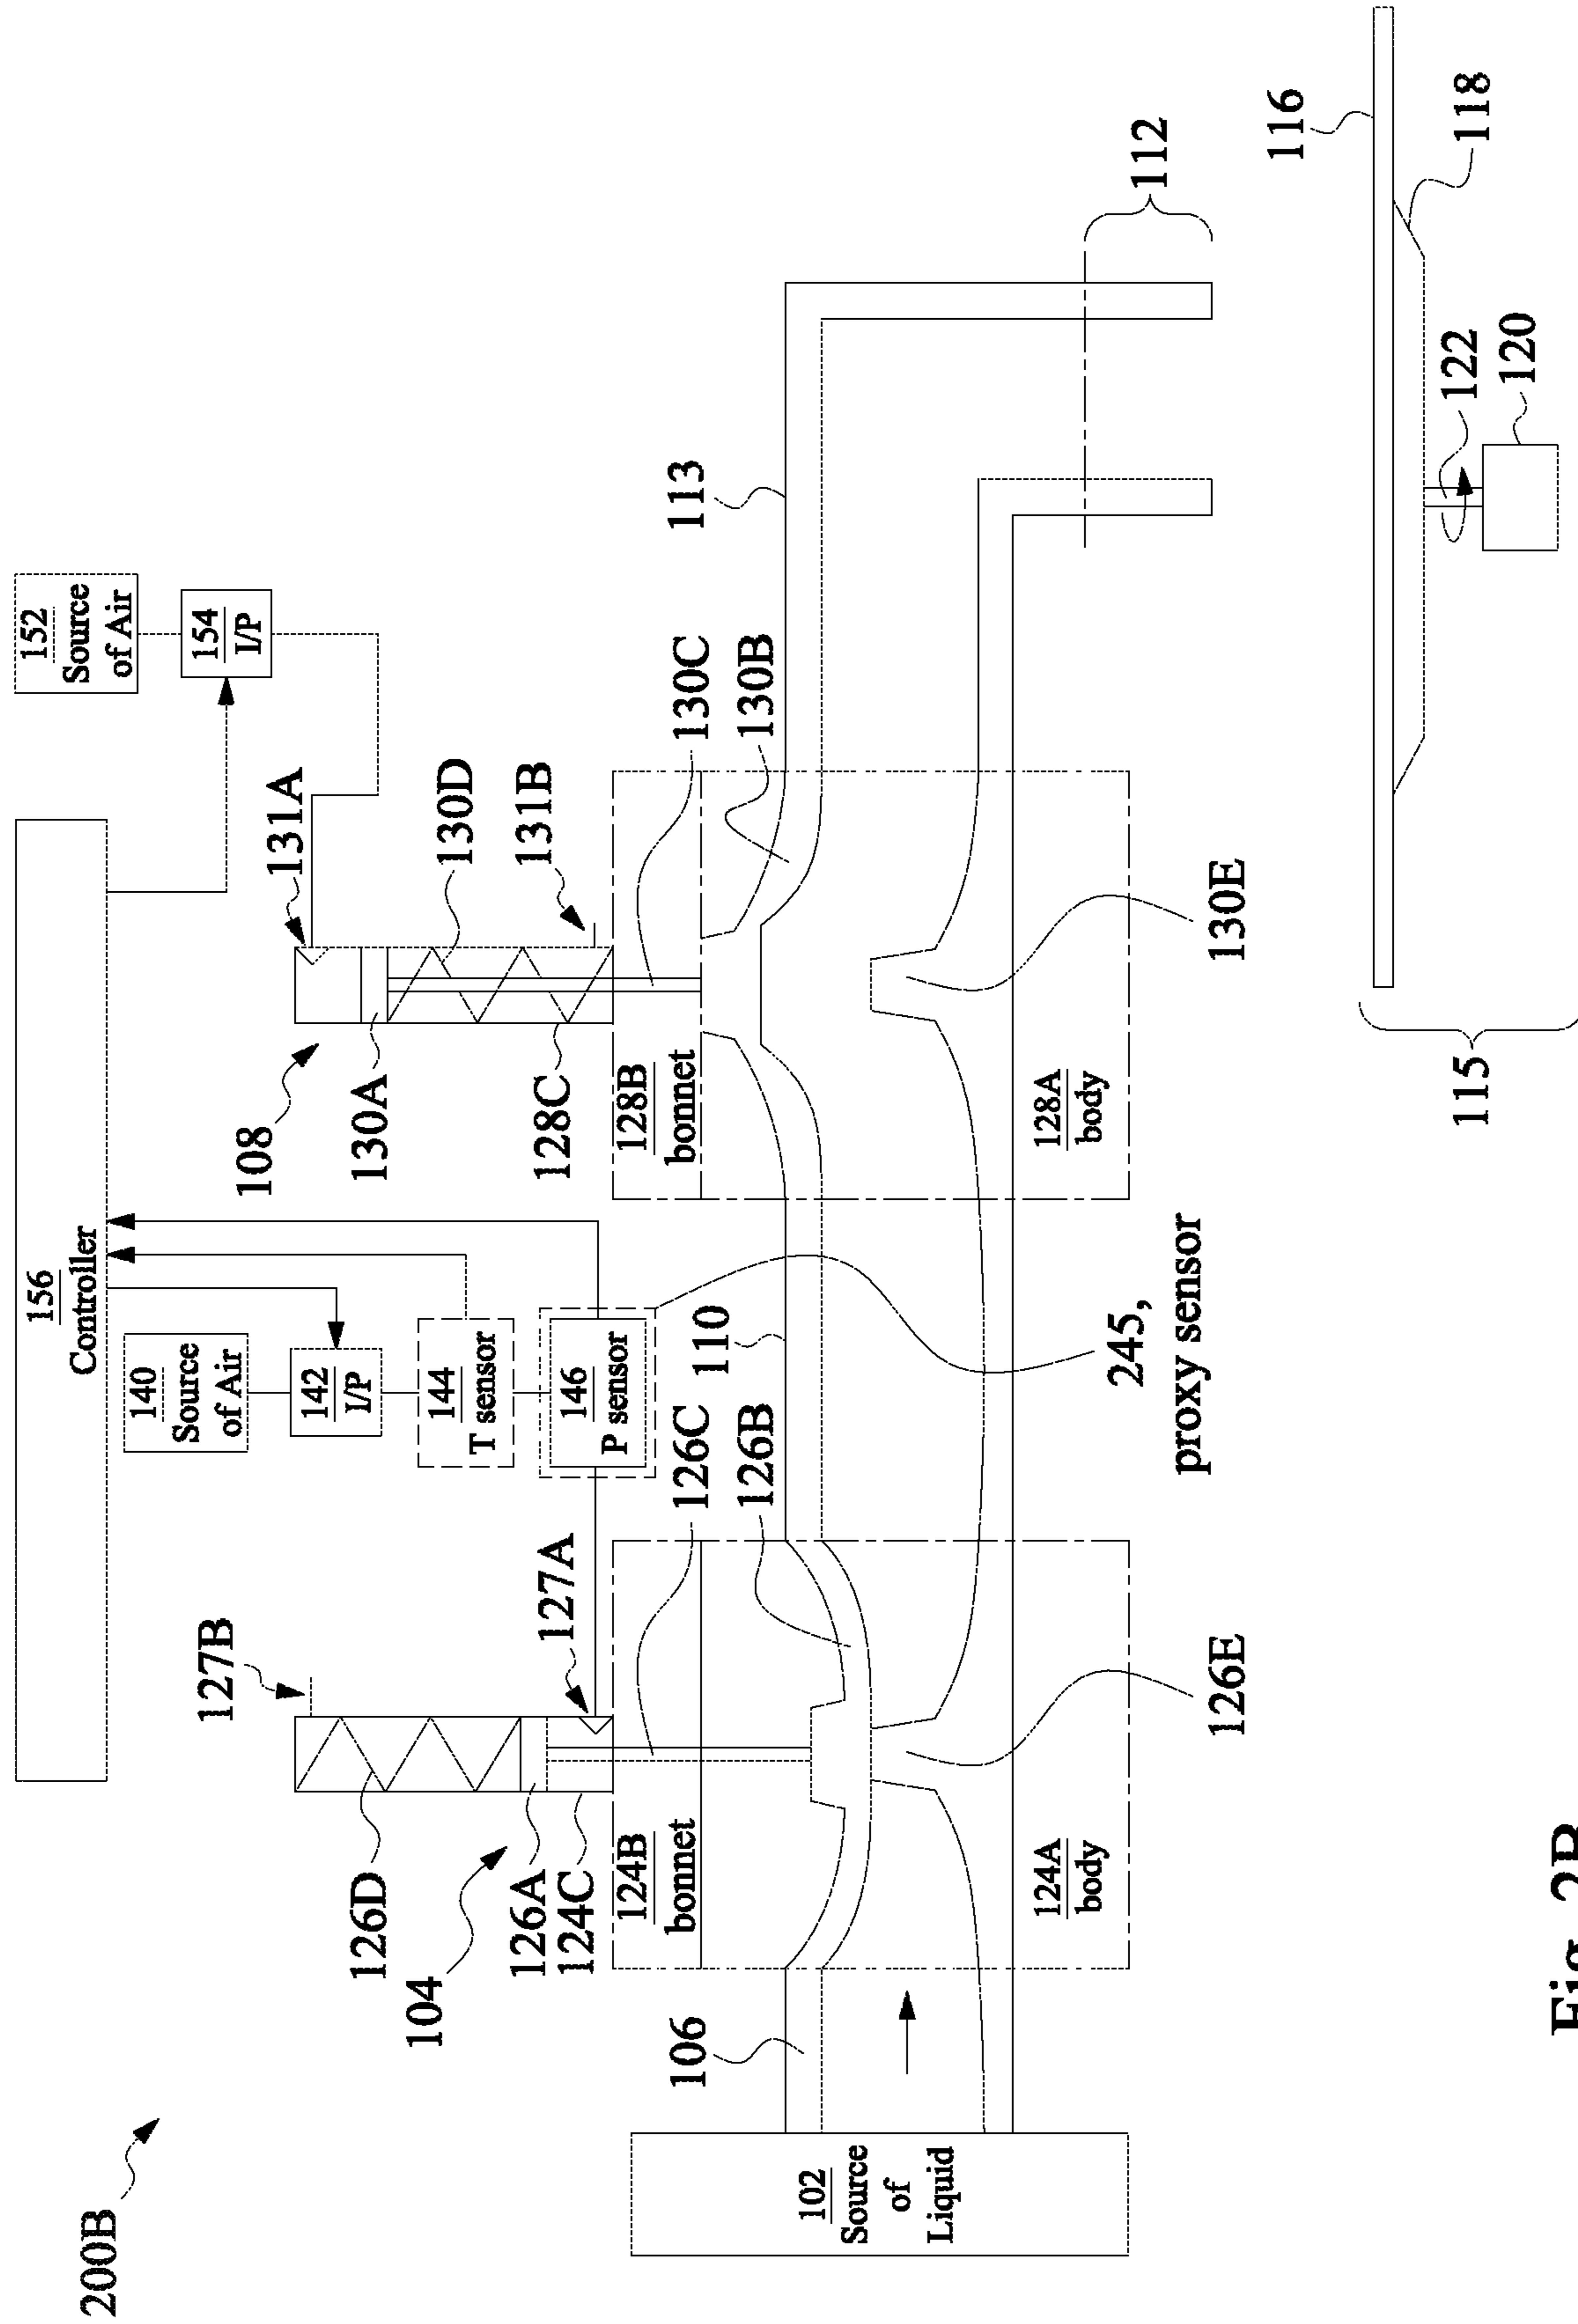 200B
156
Controller
152
Source
of Air
154
I/P
140
Source
of Air
142
I/P
144
T sensor
146
P sensor
127B
131A
126D
104
126A
124C
127A
108
130A
130D
128C
131B
124B
bonnet
128B
bonnet
126C
126B
130C
130B
106
110
113
102
Source
of
Liquid
124A
body
128A
body
126E
130E
112
245,
proxy sensor
116
118
122
120
115
Fig. 2B